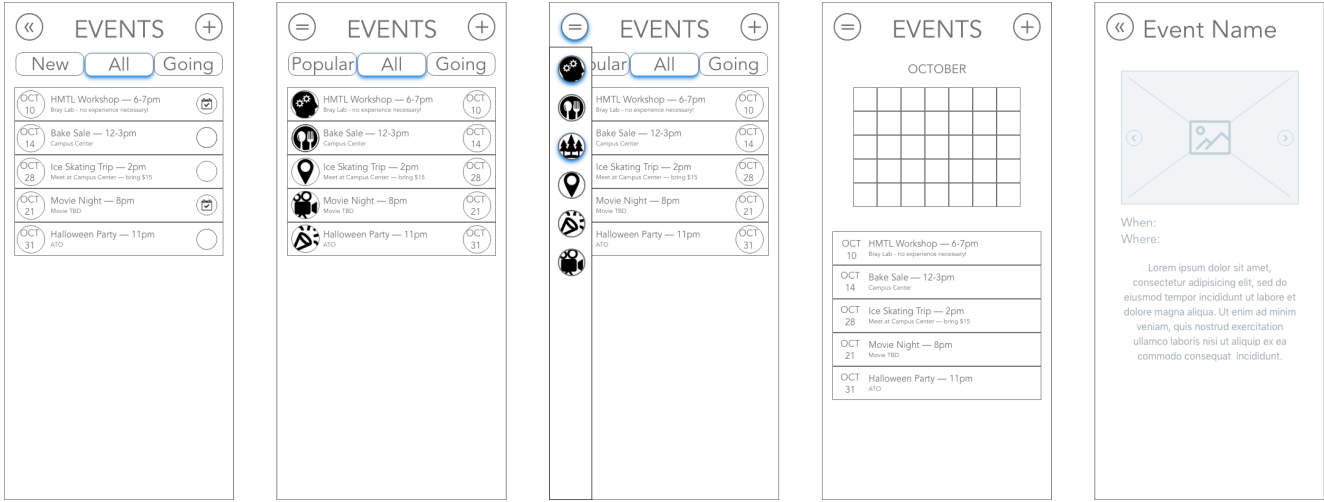 EVENTS
New All Going
OCT 10
HMTL Workshop — 6-7pm
Bray Lab - no experience necessary!
OCT 14
Bake Sale — 12-3pm
Campus Center
OCT 28
Ice Skating Trip — 2pm
Meet at Campus Center — bring $15
OCT 21
Movie Night — 8pm
Movie TBD
OCT 31
Halloween Party — 11pm
ATO
EVENTS
Popular All Going
HMTL Workshop — 6-7pm
Bray Lab - no experience necessary!
OCT 10
Bake Sale — 12-3pm
Campus Center
OCT 14
Ice Skating Trip — 2pm
Meet at Campus Center — bring $15
OCT 28
Movie Night — 8pm
Movie TBD
OCT 21
Halloween Party — 11pm
ATO
OCT 31
EVENTS
pular All Going
HMTL Workshop — 6-7pm
Bray Lab - no experience necessary!
OCT 10
Bake Sale — 12-3pm
Campus Center
OCT 14
Ice Skating Trip — 2pm
Meet at Campus Center — bring $15
OCT 28
Movie Night — 8pm
Movie TBD
OCT 21
Halloween Party — 11pm
ATO
OCT 31
EVENTS
OCTOBER
OCT 10
HMTL Workshop — 6-7pm
Bray Lab - no experience necessary!
OCT 14
Bake Sale — 12-3pm
Campus Center
OCT 28
Ice Skating Trip — 2pm
Meet at Campus Center — bring $15
OCT 21
Movie Night — 8pm
Movie TBD
OCT 31
Halloween Party — 11pm
ATO
Event Name
When:
Where:
Lorem ipsum dolor sit amet,
consectetur adipisicing elit, sed do
eiusmod tempor incididunt ut labore et
dolore magna aliqua. Ut enim ad minim
veniam, quis nostrud exercitation
ullamco laboris nisi ut aliquip ex ea
commodo consequat incididunt.